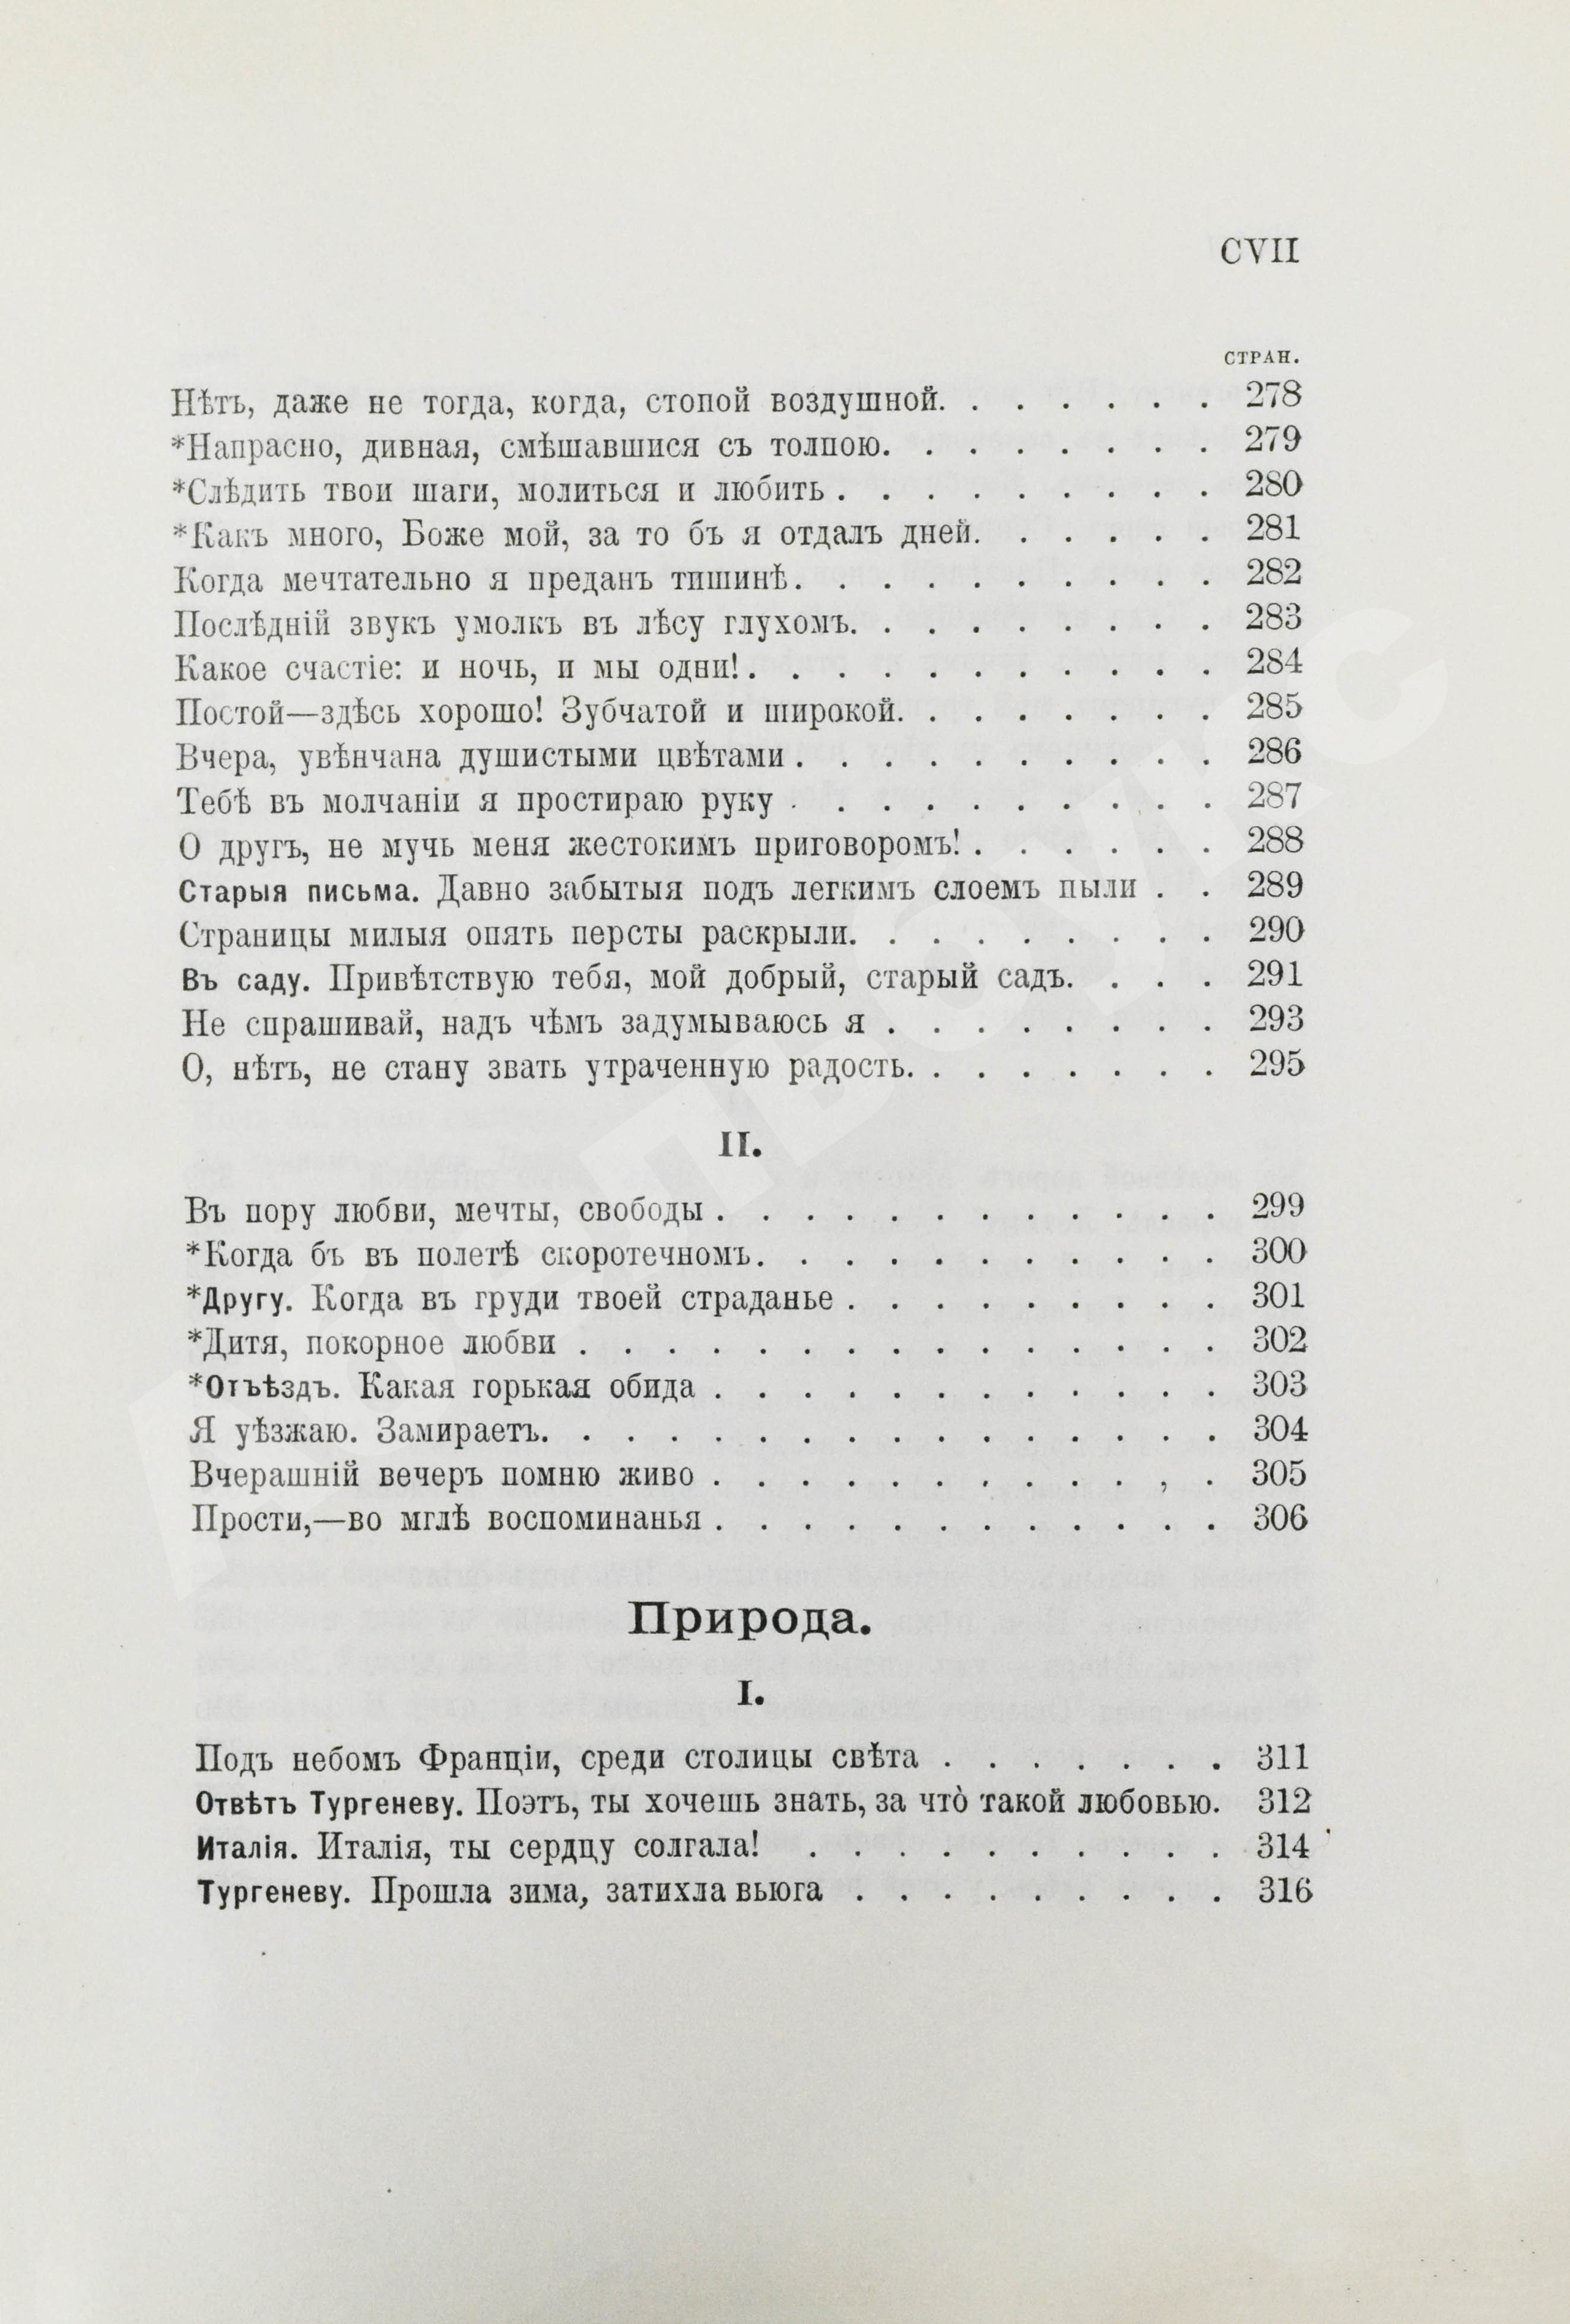 CVII
СТРАН.
Нѣтъ, даже не тогда, когда, стопой воздушной. . . . . . . 278
*Напрасно, дивная, смѣшавшися съ толпою. . . . . . . . 279
*Слѣдить твои шаги, молиться и любить . . . . . . . . . 280
*Какъ много, Боже мой, за то бъ я отдалъ дней. . . . . . 281
Когда мечтательно я преданъ тишинѣ. . . . . . . . . . 282
Послѣдній звукъ умолкъ въ лѣсу глухомъ. . . . . . . . . 283
Какое счастіе: и ночь, и мы одни! . . . . . . . . . . . 284
Постой—здѣсь хорошо! Зубчатой и широкой. . . . . . . . 285
Вчера, увѣнчана душистыми цвѣтами . . . . . . . . . . 286
Тебѣ въ молчаніи я простираю руку . . . . . . . . . . 287
О другъ, не мучь меня жестокимъ приговоромъ! . . . . . . 288
Старыя письма. Давно забытыя подъ легкимъ слоемъ пыли . . 289
Страницы милыя опять персты раскрыли. . . . . . . . . 290
Въ саду. Привѣтствую тебя, мой добрый, старый садъ. . . . 291
Не спрашивай, надъ чѣмъ задумываюсь я . . . . . . . . 293
О, нѣтъ, не стану звать утраченную радость. . . . . . . . 295
II.
Въ пору любви, мечты, свободы . . . . . . . . . . . . 299
*Когда бъ въ полетѣ скоротечномъ. . . . . . . . . . . 300
*Другу. Когда въ груди твоей страданье . . . . . . . . . 301
*Дитя, покорное любви . . . . . . . . . . . . . . . 302
*Отъѣздъ. Какая горькая обида . . . . . . . . . . . . 303
Я уѣзжаю. Замираетъ. . . . . . . . . . . . . . . . 304
Вчерашній вечеръ помню живо . . . . . . . . . . , . 305
Прости,—во мглѣ воспоминанья . . . . . . . . . . . . 306
Природа.
I.
Подъ небомъ Франціи, среди столицы свѣта . . . . . . . 311
Отвѣтъ Тургеневу. Поэтъ, ты хочешь знать, за что̀ такой любовью. 312
Италія. Италія, ты сердцу солгала! . . . . . . . . . . 314
Тургеневу. Прошла зима, затихла вьюга . . . . . . . . . 316